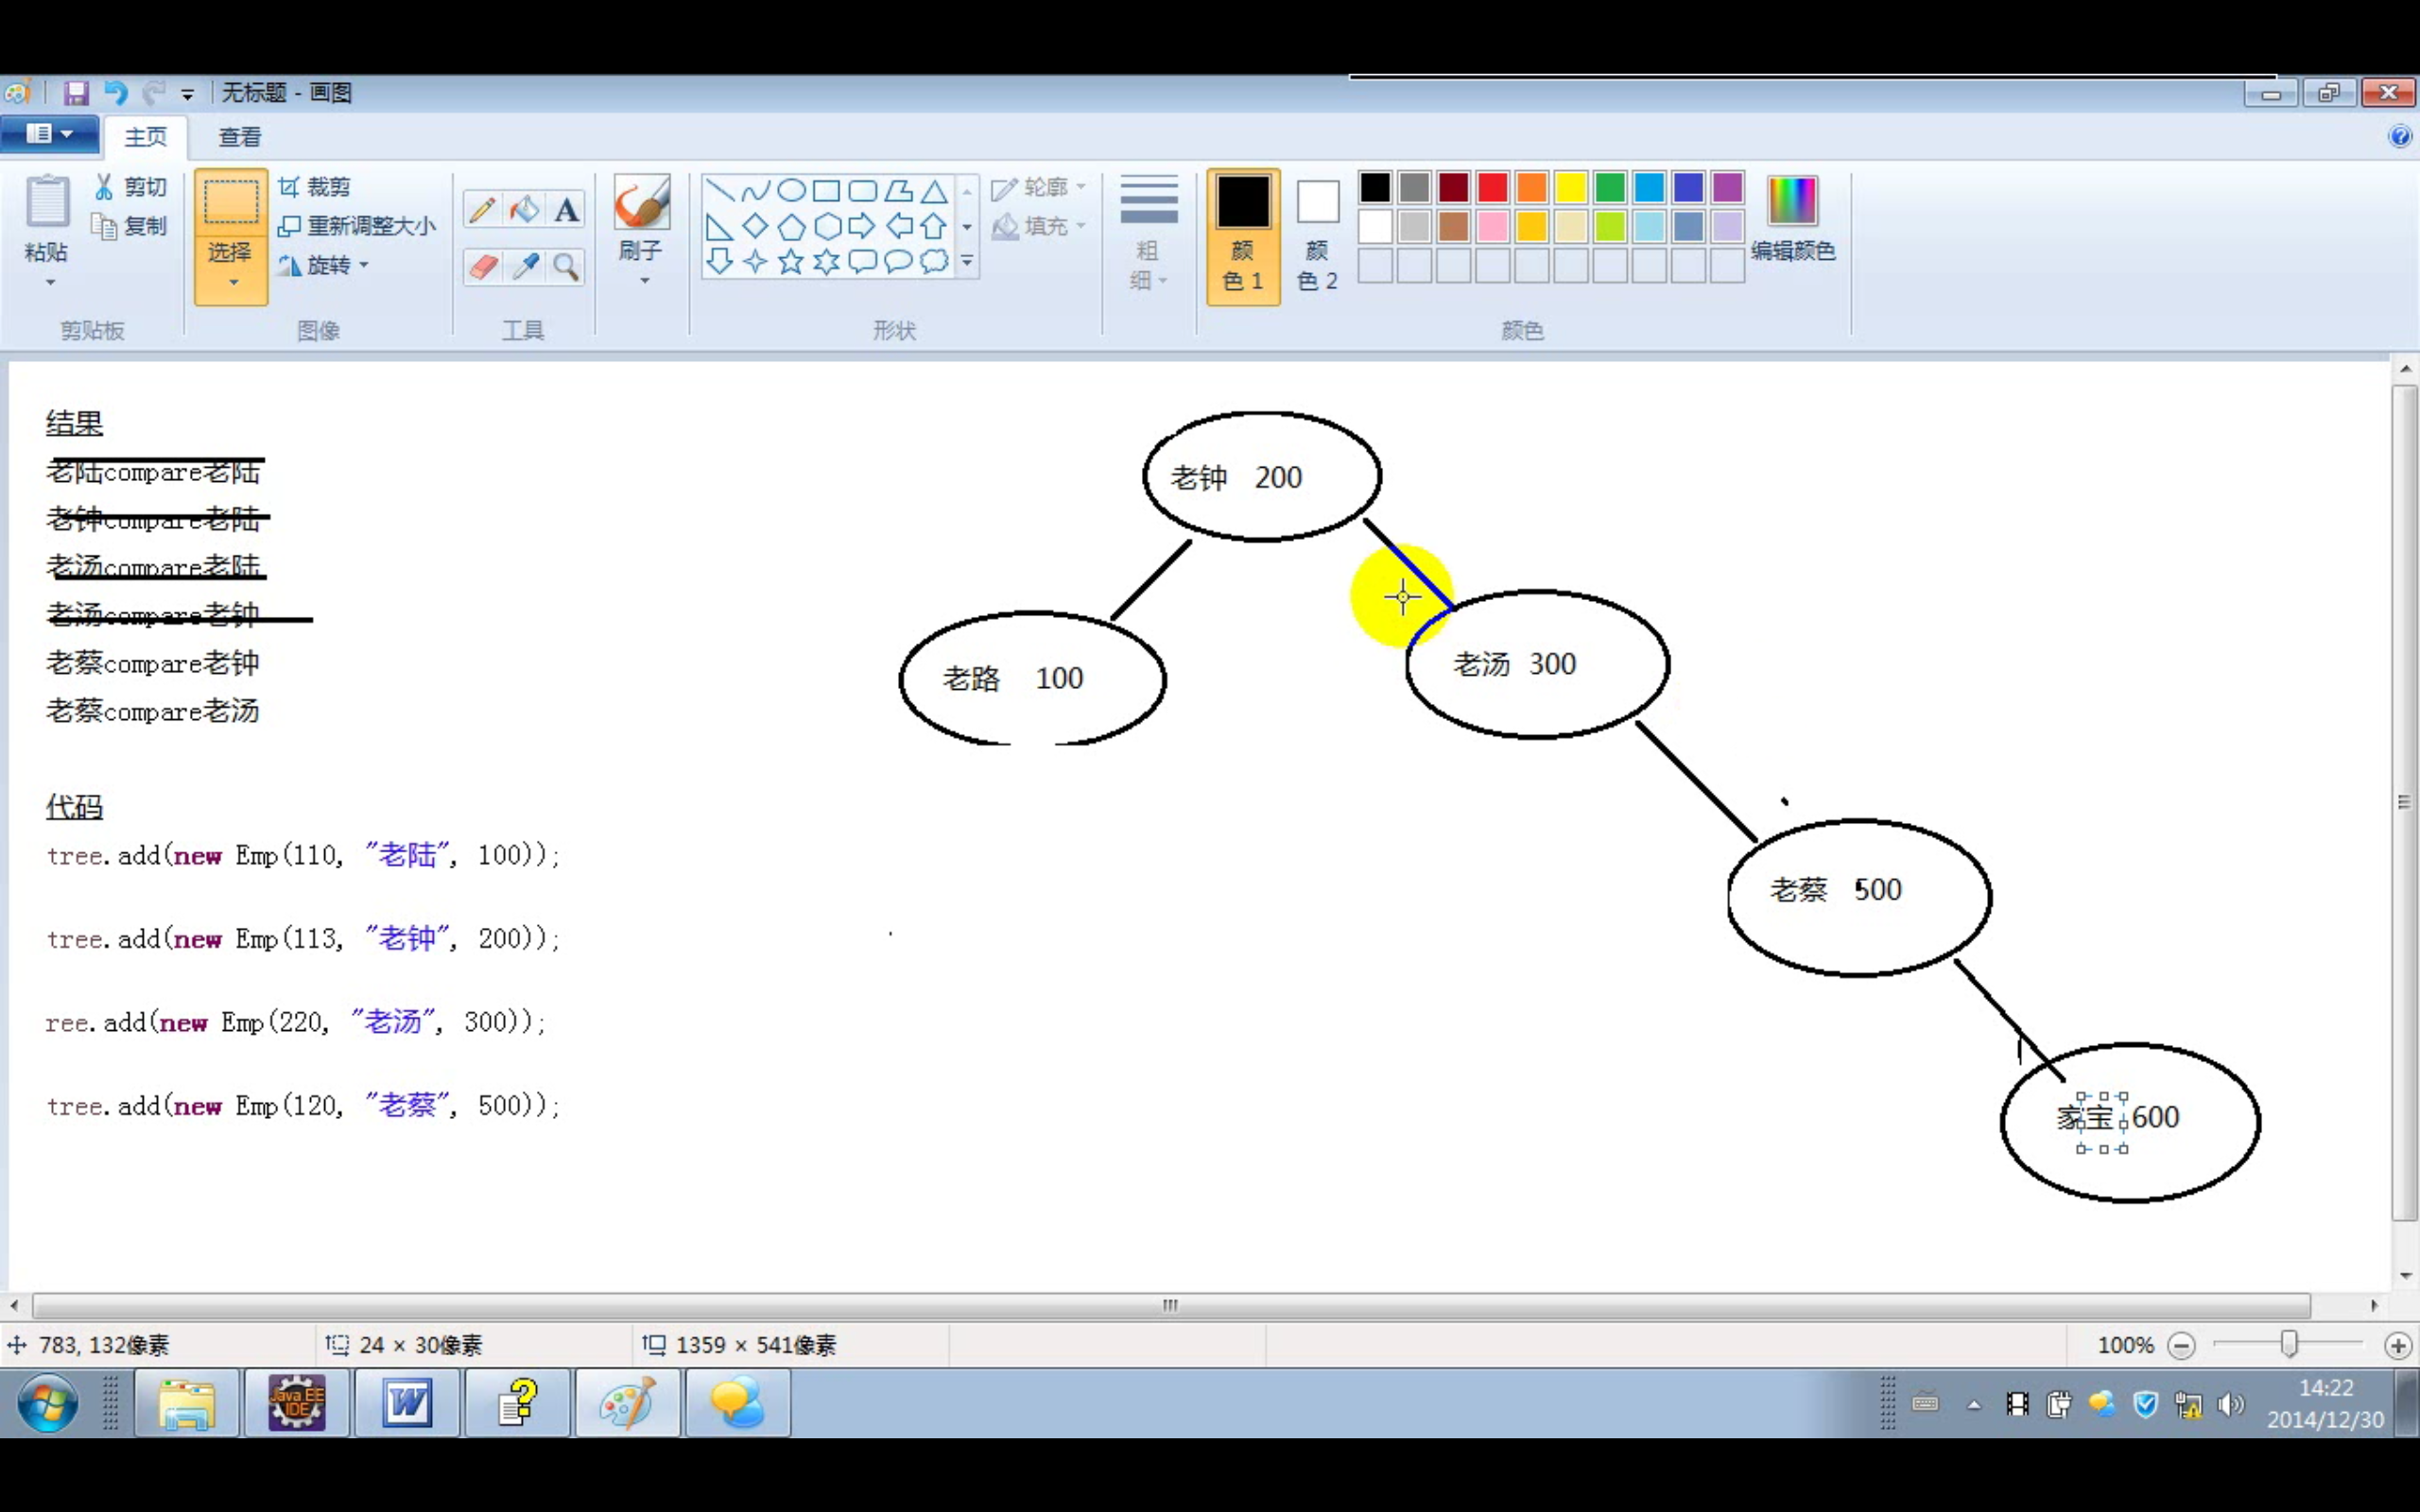 无标题 - 画图
主页 查看
剪切 复制 粘贴 剪贴板
选择 裁剪 重新调整大小 旋转 图像
A 工具
刷子
轮廓 填充 形状
粗细
颜色 1 颜色 2 编辑颜色 颜色
结果
老陆compare老陆
老钟compare老陆
老汤compare老陆
老汤compare老钟
老蔡compare老钟
老蔡compare老汤
代码
tree.add(new Emp(110, "老陆", 100));
tree.add(new Emp(113, "老钟", 200));
ree.add(new Emp(220, "老汤", 300));
tree.add(new Emp(120, "老蔡", 500));
老钟 200
老路 100
老汤 300
老蔡 500
家宝 600
783, 132像素 24 × 30像素 1359 × 541像素 100%
Java EE IDE
W
14:22
2014/12/30